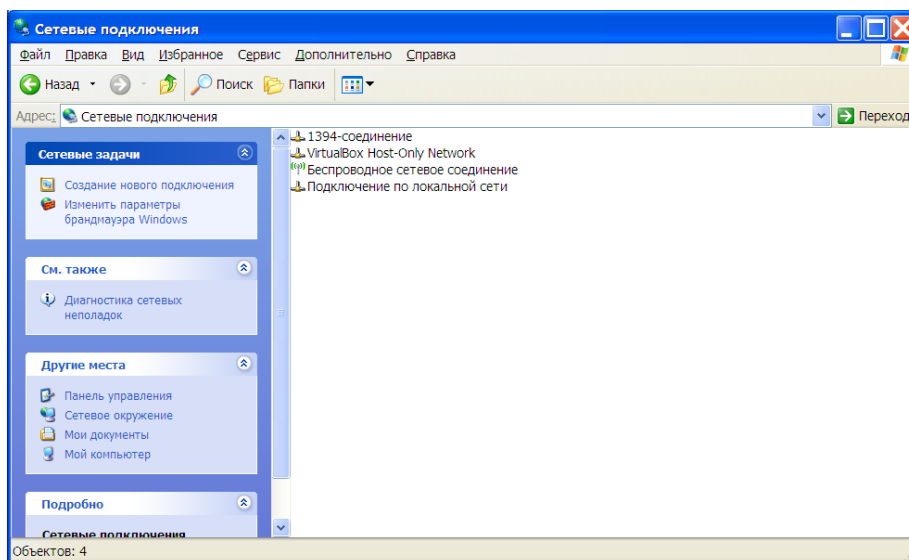 Сетевые подключения
Файл Правка Вид Избранное Сервис Дополнительно Справка
Назад Поиск Папки
Адрес: Сетевые подключения Переход
Сетевые задачи
Создание нового подключения
Изменить параметры
брандмауэра Windows
См. также
Диагностика сетевых
неполадок
Другие места
Панель управления
Сетевое окружение
Мои документы
Мой компьютер
Подробно
Сетевые подключения
1394-соединение
VirtualBox Host-Only Network
Беспроводное сетевое соединение
Подключение по локальной сети
Объектов: 4